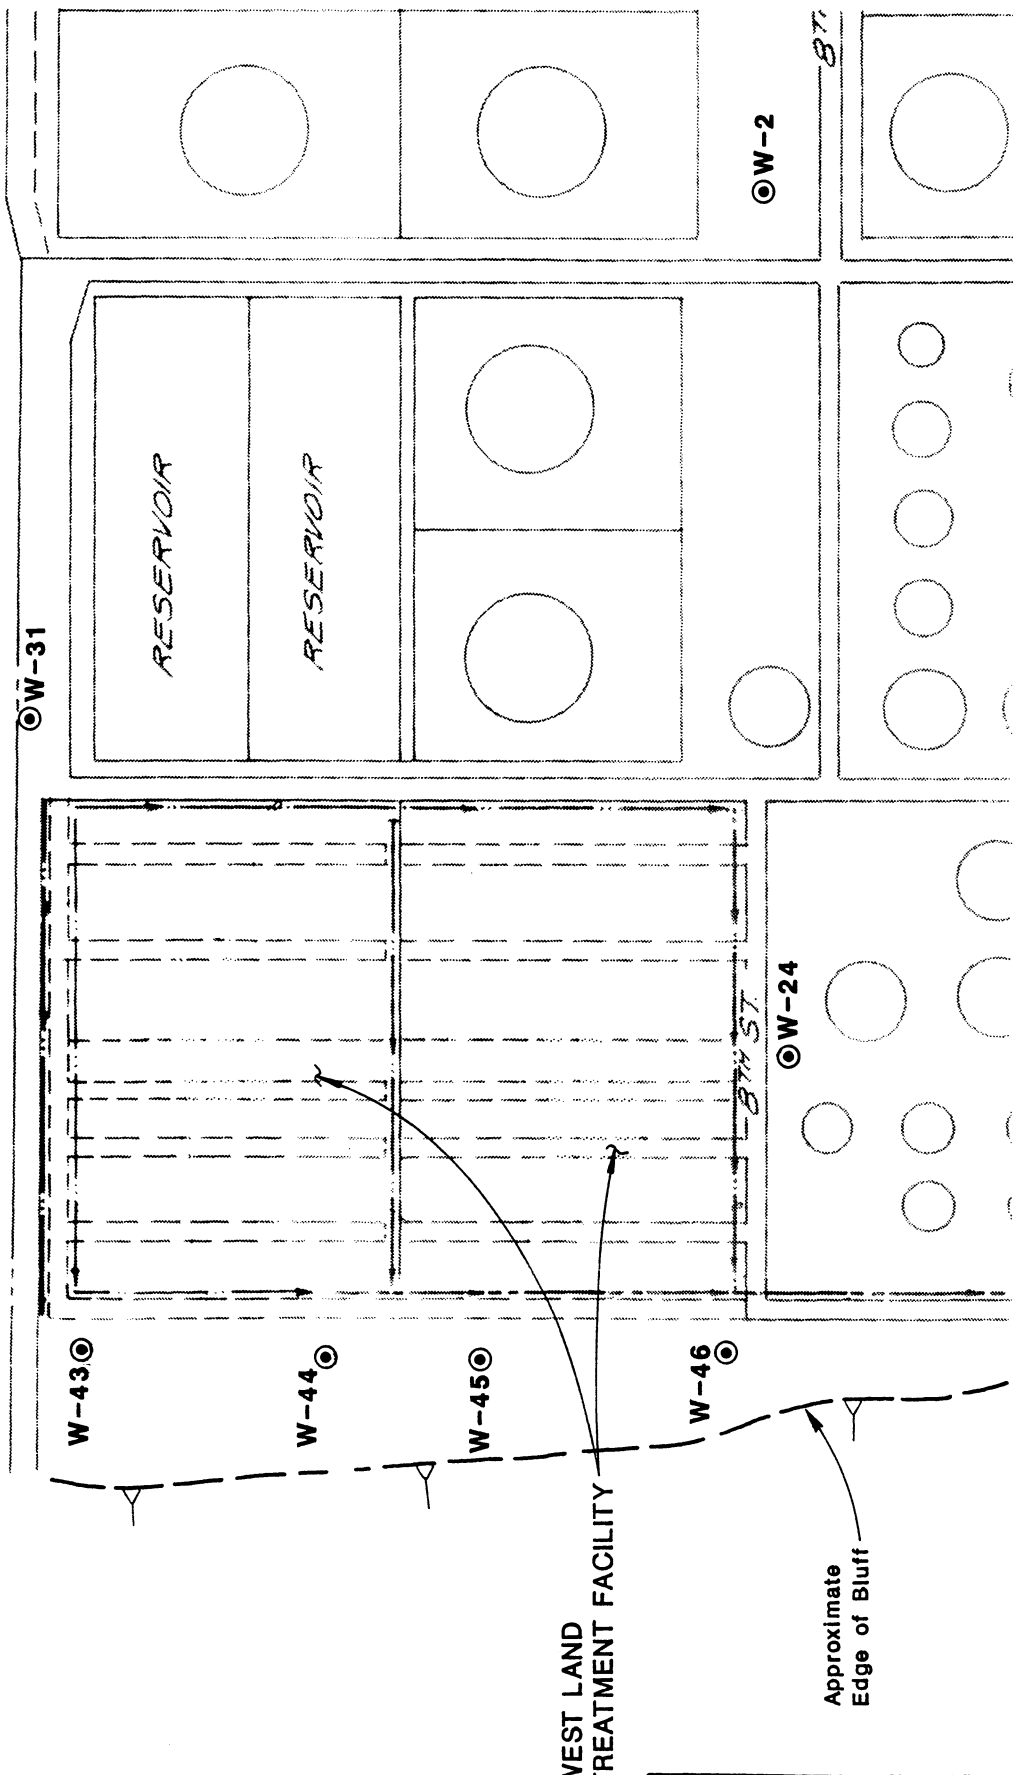 8TH
W-2
RESERVOIR
RESERVOIR
W-31
W-24
8TH ST.
W-43
W-44
W-45
W-46
WEST LAND
TREATMENT FACILITY
Approximate
Edge of Bluff